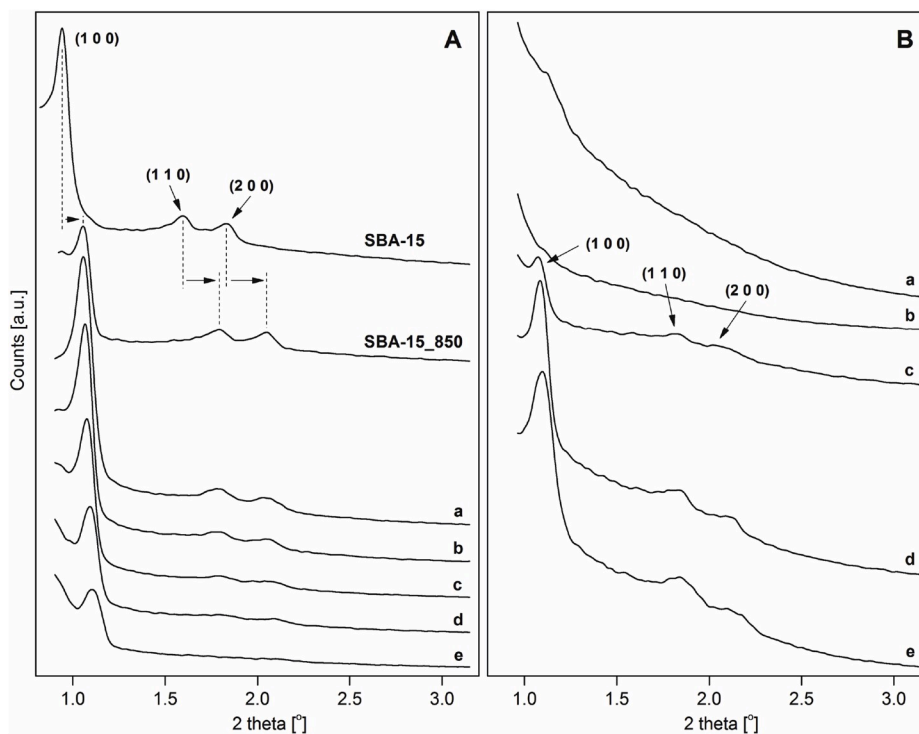 A
(1 0 0)
(1 1 0)
(2 0 0)
SBA-15
SBA-15_850
a
b
c
d
e
Counts [a.u.]
1.0 1.5 2.0 2.5 3.0
2 theta [°]
B
a
(1 0 0)
(1 1 0)
(2 0 0)
b
c
d
e
1.0 1.5 2.0 2.5 3.0
2 theta [°]